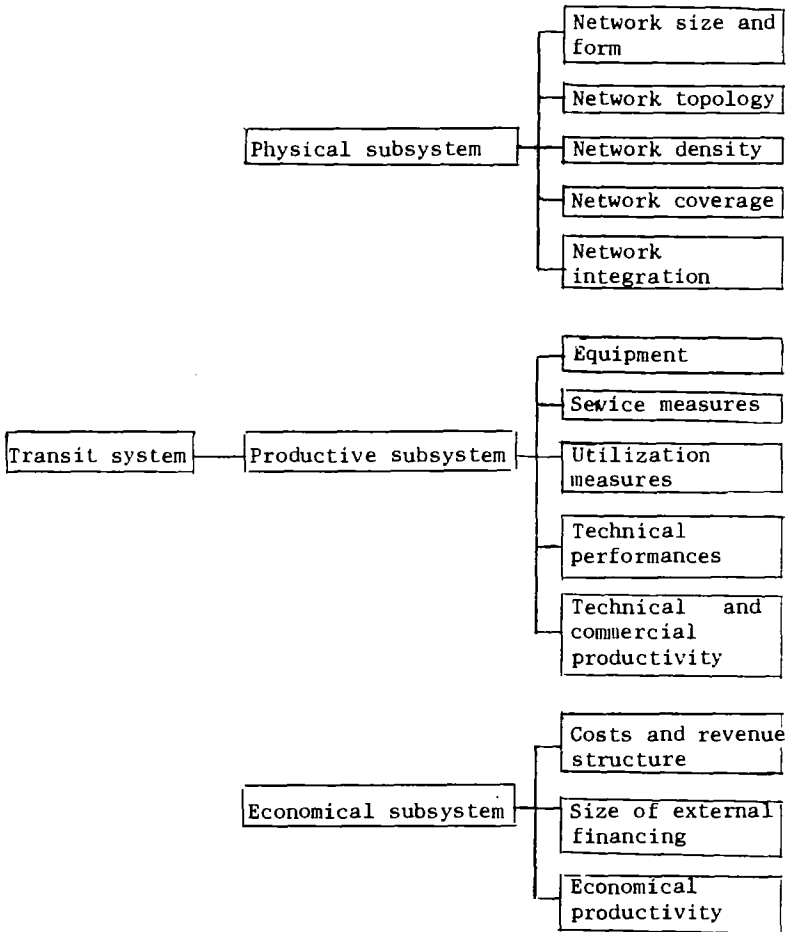 Network size and
form
Network topology
Physical subsystem
Network density
Network coverage
Network
integration
Equipment
Sevice measures
Transit system
Productive subsystem
Utilization
measures
Technical
performances
Technical and
commercial
productivity
Costs and revenue
structure
Economical subsystem
Size of external
financing
Economical
productivity